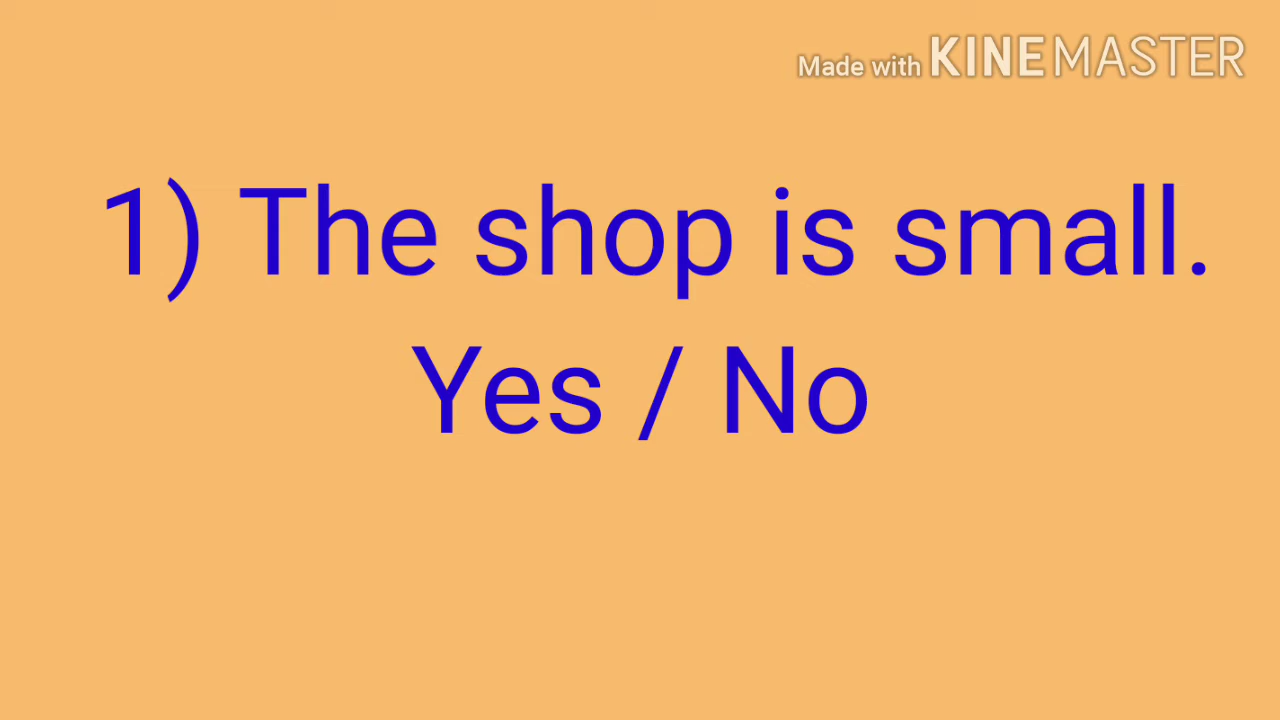 Made with KINEMASTER
1) The shop is small.
Yes / No